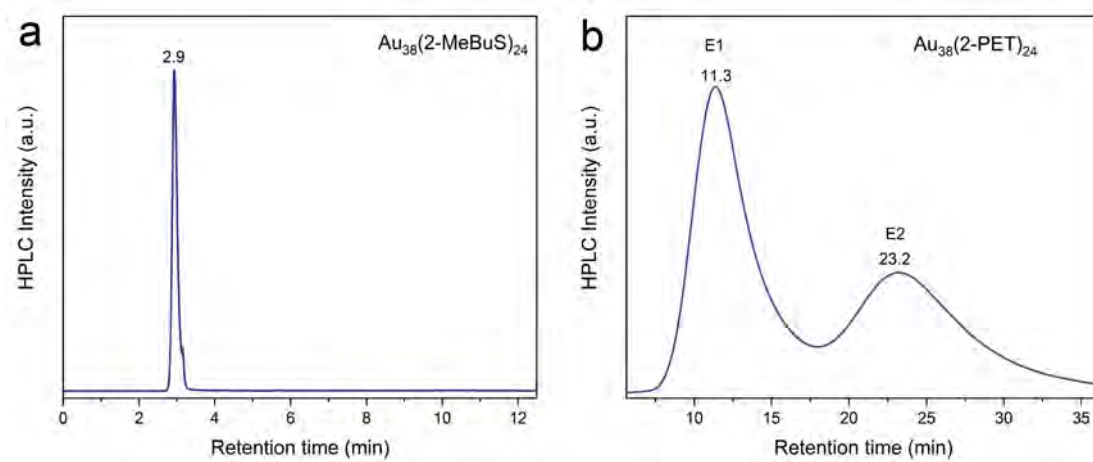 a
Au38(2-MeBuS)24
2.9
HPLC Intensity (a.u.)
0 2 4 6 8 10 12
Retention time (min)
b
Au38(2-PET)24
E1
11.3
E2
23.2
HPLC Intensity (a.u.)
10 15 20 25 30 35
Retention time (min)